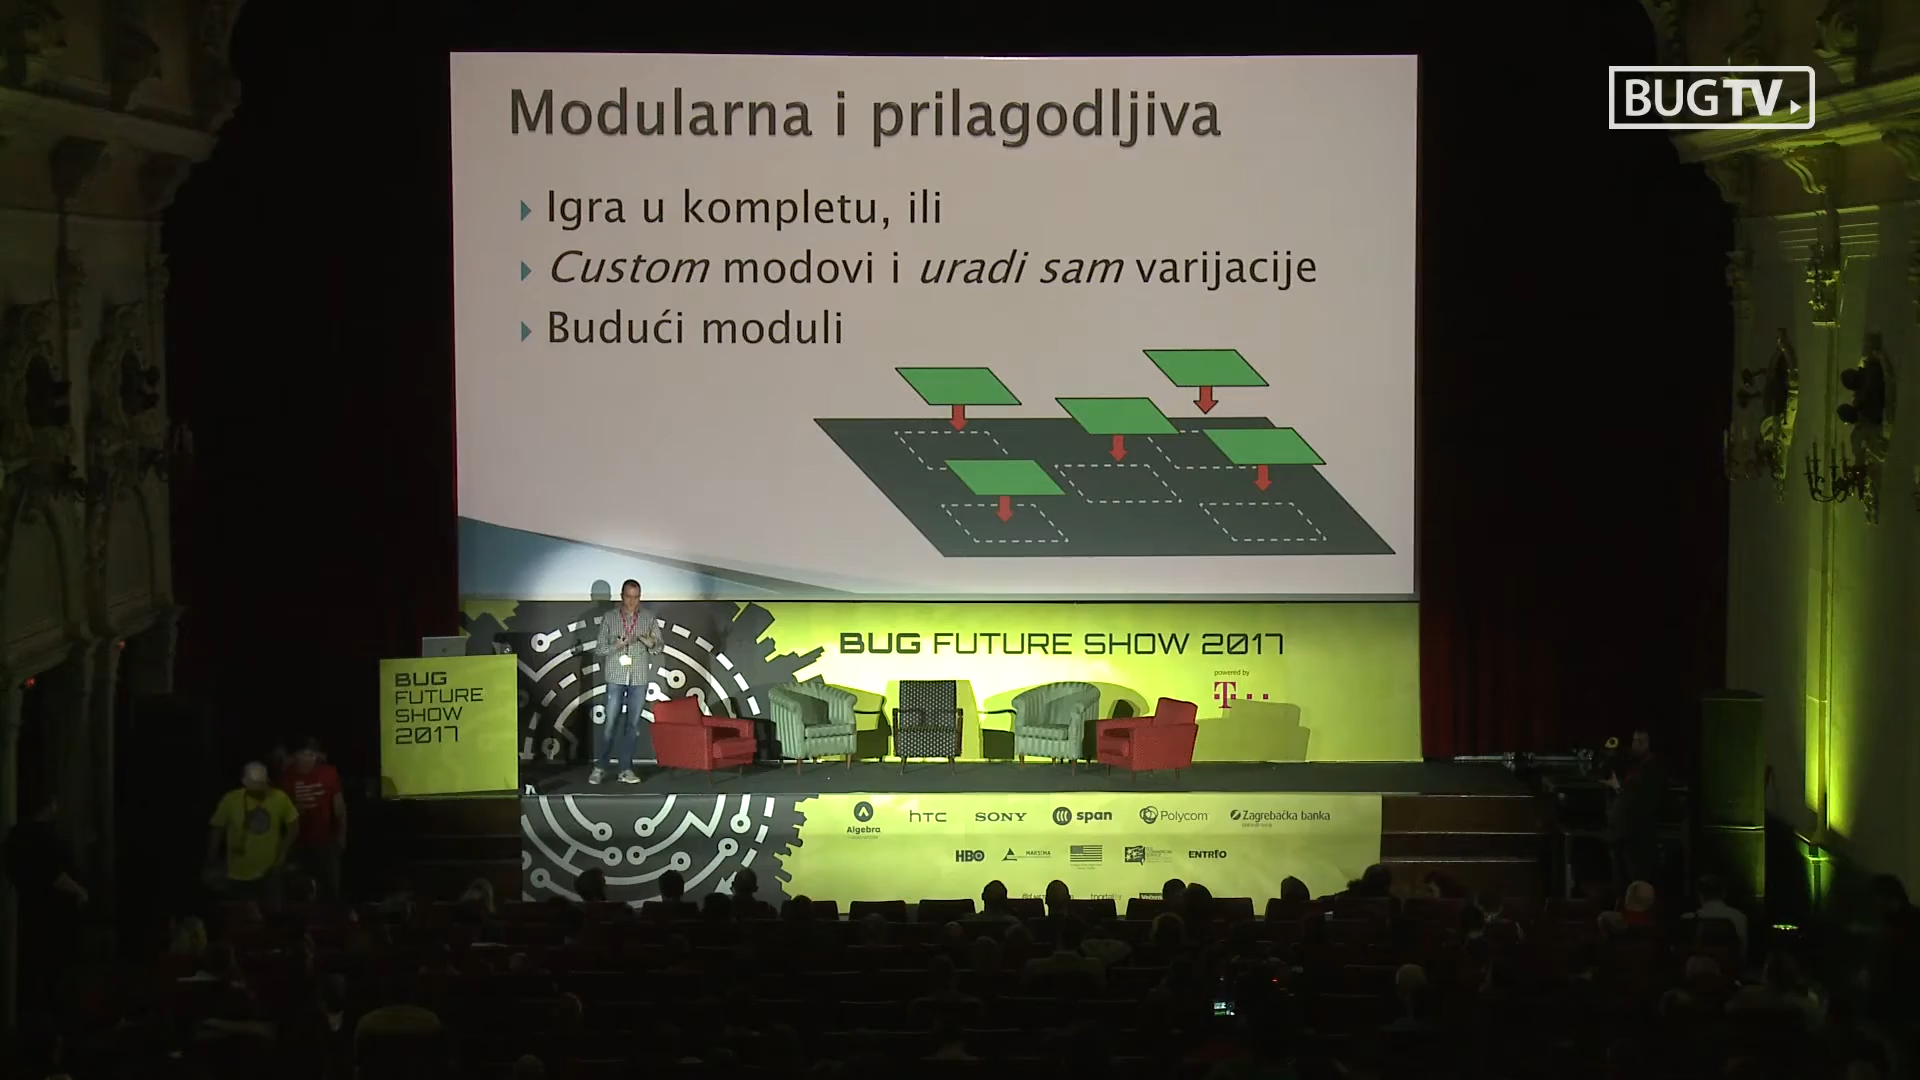 BUGTV
Modularna i prilagodljiva
Igra u kompletu, ili
Custom modovi i uradi sam varijacije
Budući moduli
BUG FUTURE SHOW 2017
powered by
T
BUG
FUTURE
SHOW
2017
Algebra
hTC
SONY
span
Polycom
Zagrebačka banka
HBO
MAKSIMA
ENTRIO